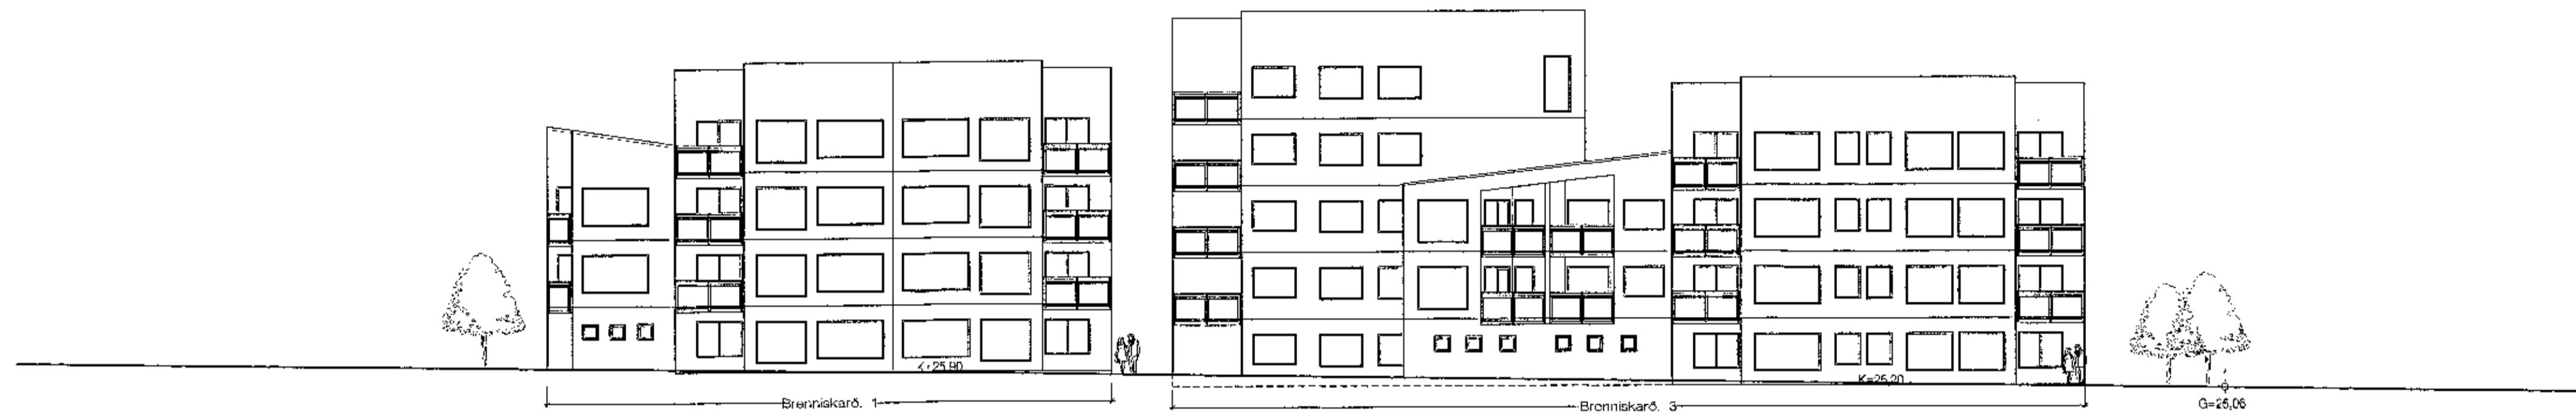 K=25,90
K=25,20
Brenniskarð. 1
Brenniskarð. 3
G=25,06